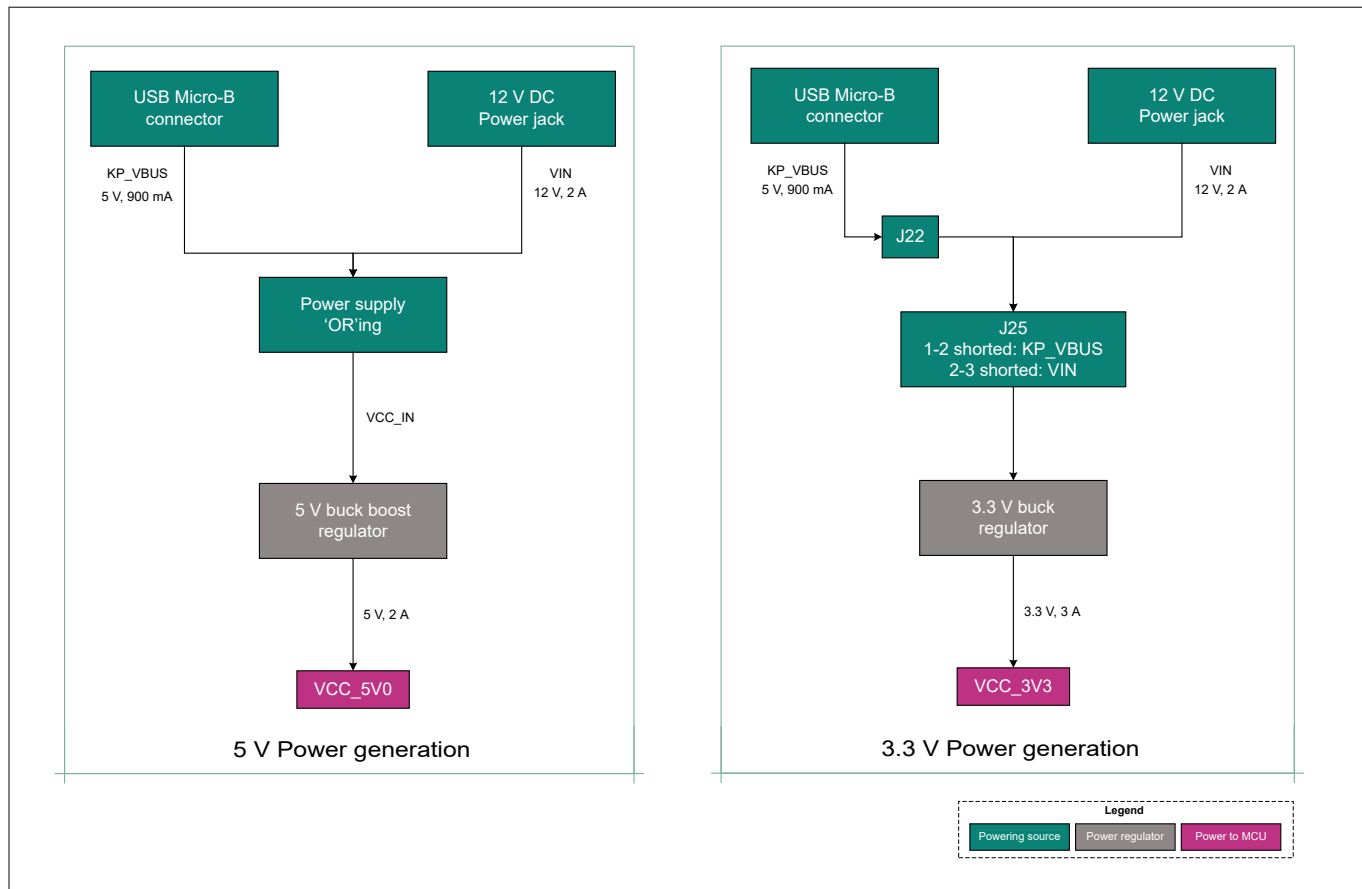 USB Micro-B
connector
12 V DC
Power jack
KP_VBUS
5 V, 900 mA
VIN
12 V, 2 A
Power supply
‘OR’ing
VCC_IN
5 V buck boost
regulator
5 V, 2 A
VCC_5V0
5 V Power generation
USB Micro-B
connector
12 V DC
Power jack
KP_VBUS
5 V, 900 mA
VIN
12 V, 2 A
J22
J25
1-2 shorted: KP_VBUS
2-3 shorted: VIN
3.3 V buck
regulator
3.3 V, 3 A
VCC_3V3
3.3 V Power generation
Legend
Powering source
Power regulator
Power to MCU